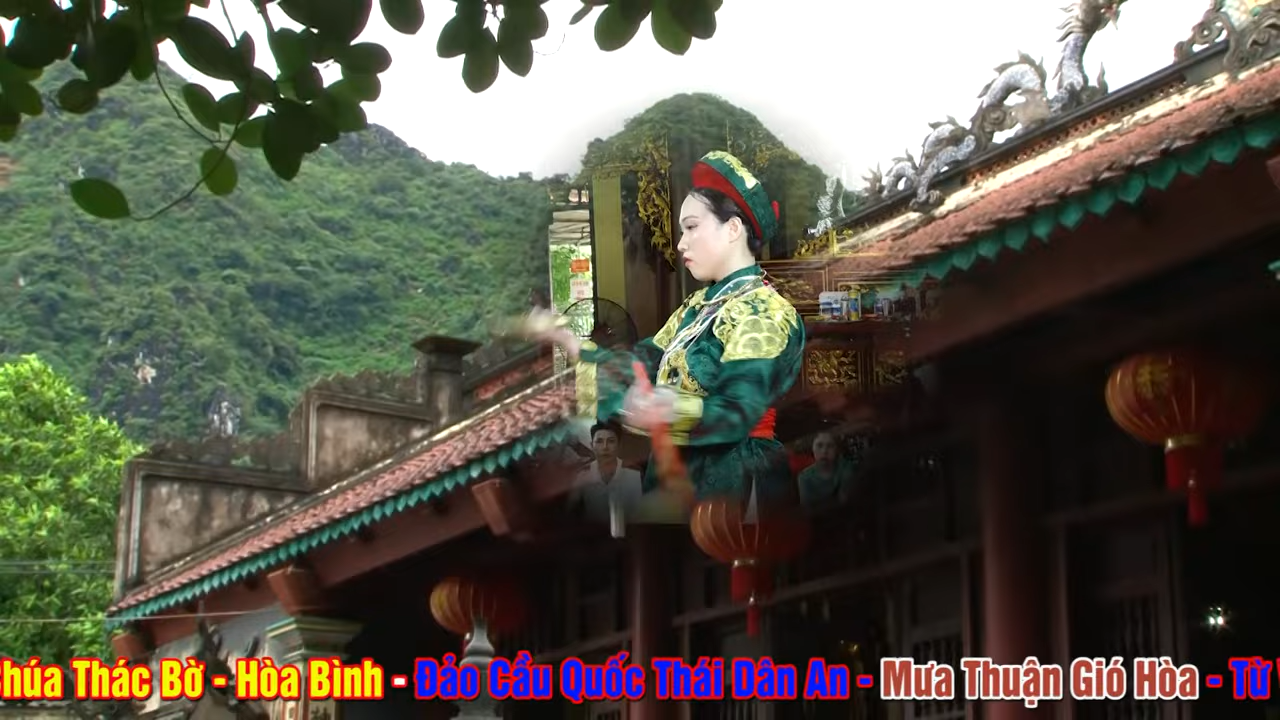 Chúa Thác Bờ - Hòa Bình - Đảo Cầu Quốc Thái Dân An - Mưa Thuận Gió Hòa - Từ